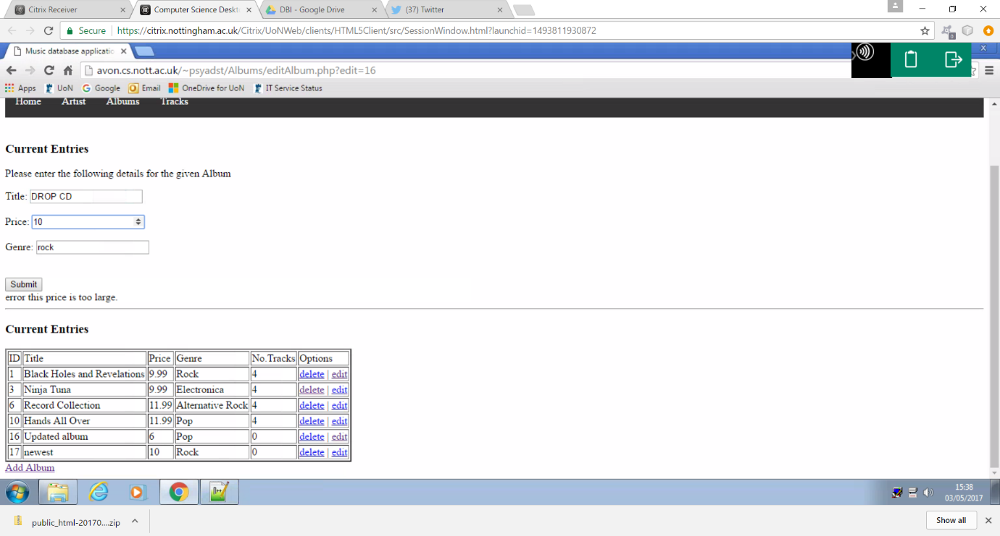 Citrix Receiver
Computer Science Deskt
DBI - Google Drive
(37) Twitter
Secure https://citrix.nottingham.ac.uk/Citrix/UoNWeb/clients/HTML5Client/src/SessionWindow.html?launchid=1493811930872
Music database applicatio
avon.cs.nott.ac.uk/~psyadst/Albums/editAlbum.php?edit=16
Apps UoN Google Email OneDrive for UoN IT Service Status
Home Artist Albums Tracks
Current Entries
Please enter the following details for the given Album
Title: DROP CD
Price: 10
Genre: rock
Submit
error this price is too large.
Current Entries
ID Title Price Genre No.Tracks Options
1 Black Holes and Revelations 9.99 Rock 4 delete | edit
3 Ninja Tuna 9.99 Electronica 4 delete | edit
6 Record Collection 11.99 Alternative Rock 4 delete | edit
10 Hands All Over 11.99 Pop 4 delete | edit
16 Updated album 6 Pop 0 delete | edit
17 newest 10 Rock 0 delete | edit
Add Album
15:38
03/05/2017
public_html-20170....zip
Show all